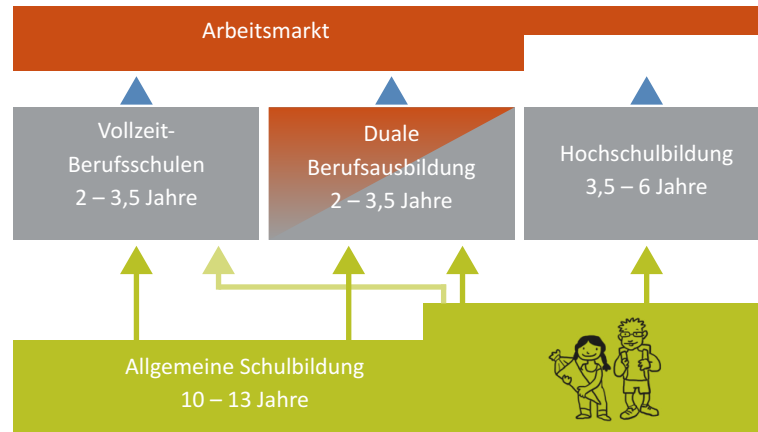 Arbeitsmarkt
Vollzeit-
Berufsschulen
2 – 3,5 Jahre
Duale
Berufsausbildung
2 – 3,5 Jahre
Hochschulbildung
3,5 – 6 Jahre
Allgemeine Schulbildung
10 – 13 Jahre